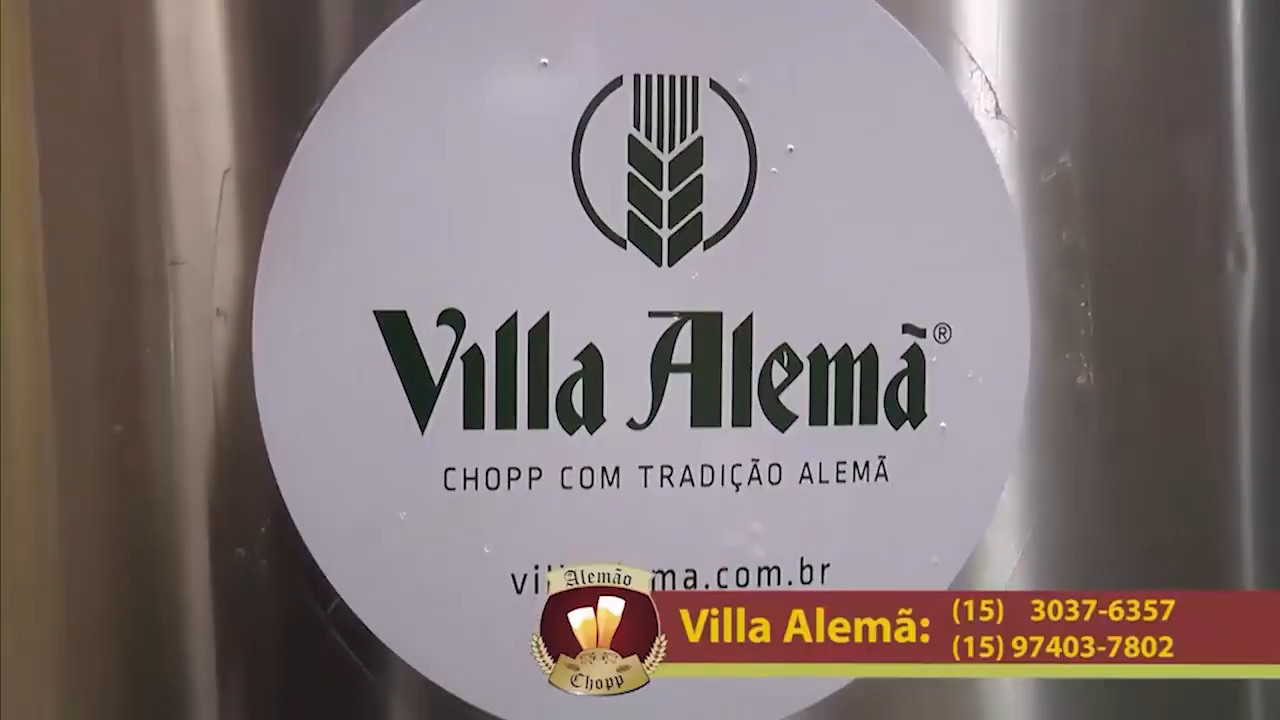 Villa Alemã®
CHOPP COM TRADIÇÃO ALEMÃ
ma.com.br
Alemão
Chopp
Villa Alemã:
(15) 3037-6357
(15) 97403-7802